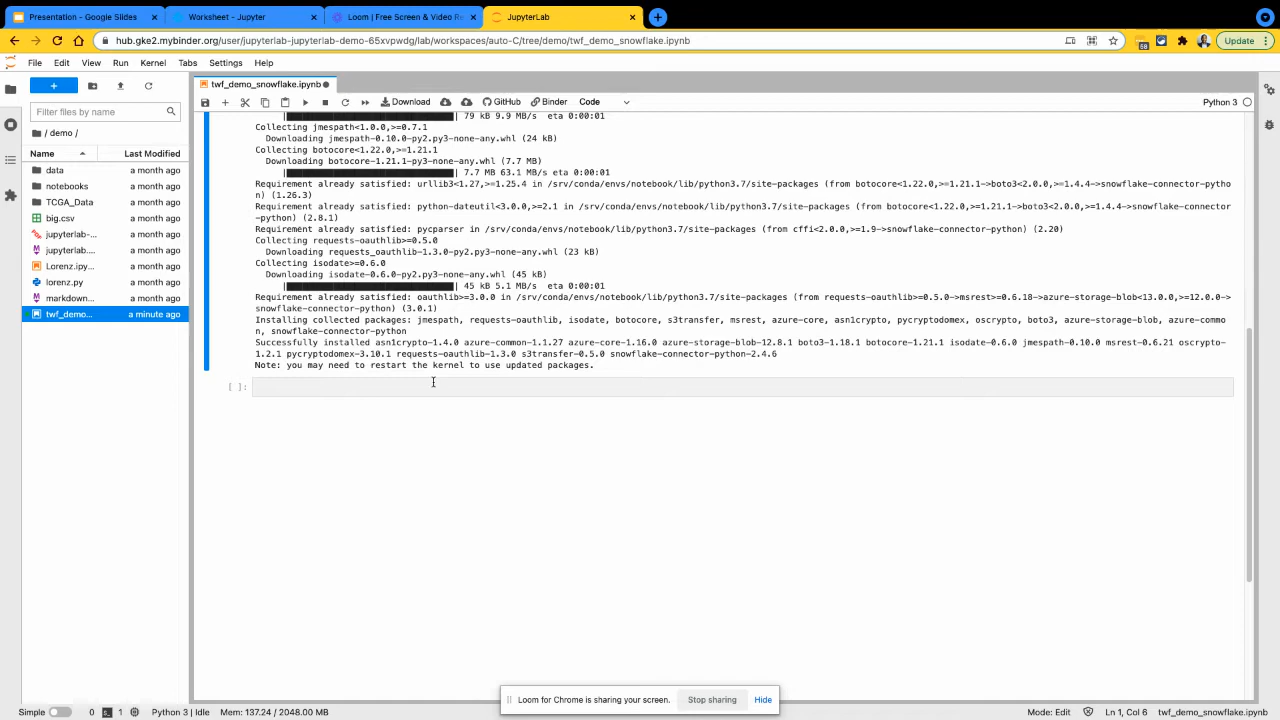 Presentation - Google Slides
Worksheet - Jupyter
Loom | Free Screen & Video Re
JupyterLab
hub.gke2.mybinder.org/user/jupyterlab-jupyterlab-demo-65xvpwdg/lab/workspaces/auto-C/tree/demo/twf_demo_snowflake.ipynb
Update
File Edit View Run Kernel Tabs Settings Help
twf_demo_snowflake.ipynb
Filter files by name
Download GitHub Binder Code Python 3
/ demo /
Name Last Modified
data a month ago
notebooks a month ago
TCGA_Data a month ago
big.csv a month ago
jupyterlab-... a month ago
jupyterlab.... a month ago
Lorenz.ipy... a month ago
lorenz.py a month ago
markdown... a month ago
twf_demo... a minute ago
79 kB 9.9 MB/s eta 0:00:01
Collecting jmespath<1.0.0,>=0.7.1
Downloading jmespath-0.10.0-py2.py3-none-any.whl (24 kB)
Collecting botocore<1.22.0,>=1.21.1
Downloading botocore-1.21.1-py3-none-any.whl (7.7 MB)
7.7 MB 63.1 MB/s eta 0:00:01
Requirement already satisfied: urllib3<1.27,>=1.25.4 in /srv/conda/envs/notebook/lib/python3.7/site-packages (from botocore<1.22.0,>=1.21.1->boto3<2.0.0,>=1.4.4->snowflake-connector-pytho
n) (1.26.3)
Requirement already satisfied: python-dateutil<3.0.0,>=2.1 in /srv/conda/envs/notebook/lib/python3.7/site-packages (from botocore<1.22.0,>=1.21.1->boto3<2.0.0,>=1.4.4->snowflake-connector
-python) (2.8.1)
Requirement already satisfied: pycparser in /srv/conda/envs/notebook/lib/python3.7/site-packages (from cffi<2.0.0,>=1.9->snowflake-connector-python) (2.20)
Collecting requests-oauthlib>=0.5.0
Downloading requests_oauthlib-1.3.0-py2.py3-none-any.whl (23 kB)
Collecting isodate>=0.6.0
Downloading isodate-0.6.0-py2.py3-none-any.whl (45 kB)
45 kB 5.1 MB/s eta 0:00:01
Requirement already satisfied: oauthlib>=3.0.0 in /srv/conda/envs/notebook/lib/python3.7/site-packages (from requests-oauthlib>=0.5.0->msrest>=0.6.18->azure-storage-blob<13.0.0,>=12.0.0->
snowflake-connector-python) (3.0.1)
Installing collected packages: jmespath, requests-oauthlib, isodate, botocore, s3transfer, msrest, azure-core, asn1crypto, pycryptodomex, oscrypto, boto3, azure-storage-blob, azure-commo
n, snowflake-connector-python
Successfully installed asn1crypto-1.4.0 azure-common-1.1.27 azure-core-1.16.0 azure-storage-blob-12.8.1 boto3-1.18.1 botocore-1.21.1 isodate-0.6.0 jmespath-0.10.0 msrest-0.6.21 oscrypto-
1.2.1 pycryptodomex-3.10.1 requests-oauthlib-1.3.0 s3transfer-0.5.0 snowflake-connector-python-2.4.6
Note: you may need to restart the kernel to use updated packages.
[ ]:
Loom for Chrome is sharing your screen. Stop sharing Hide
Simple 0 1 Python 3 | Idle Mem: 137.24 / 2048.00 MB Mode: Edit Ln 1, Col 6 twf_demo_snowflake.ipynb